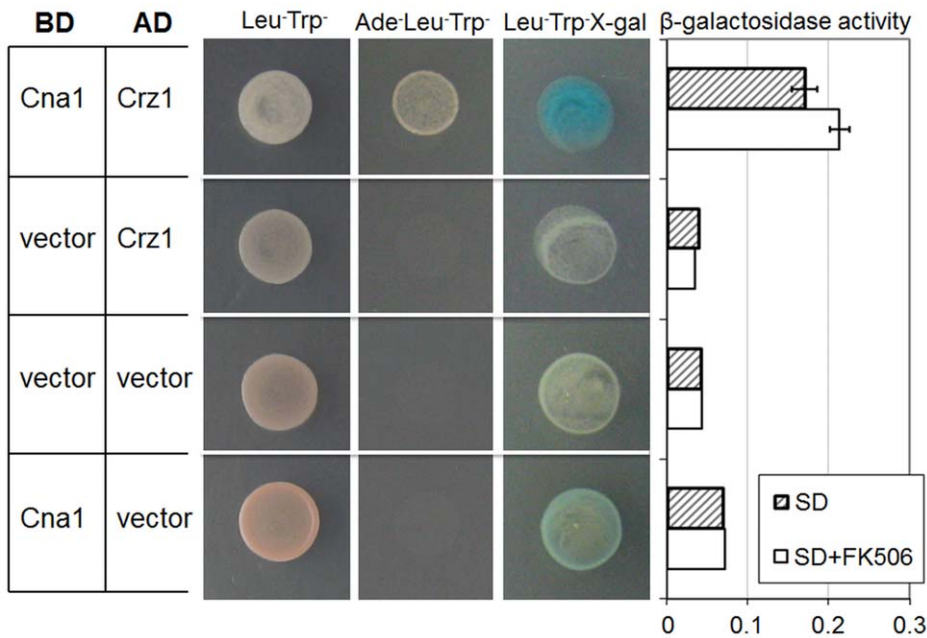 BD AD Leu⁻Trp⁻ Ade⁻Leu⁻Trp⁻ Leu⁻Trp⁻X-gal β-galactosidase activity
Cna1 Crz1
vector Crz1
vector vector
Cna1 vector
SD
SD+FK506
0 0.1 0.2 0.3